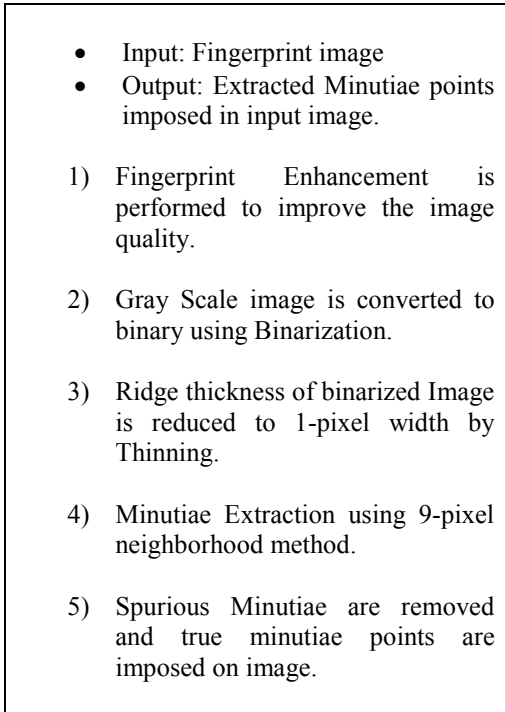 • Input: Fingerprint image
• Output: Extracted Minutiae points
imposed in input image.
1) Fingerprint Enhancement is
performed to improve the image
quality.
2) Gray Scale image is converted to
binary using Binarization.
3) Ridge thickness of binarized Image
is reduced to 1-pixel width by
Thinning.
4) Minutiae Extraction using 9-pixel
neighborhood method.
5) Spurious Minutiae are removed
and true minutiae points are
imposed on image.